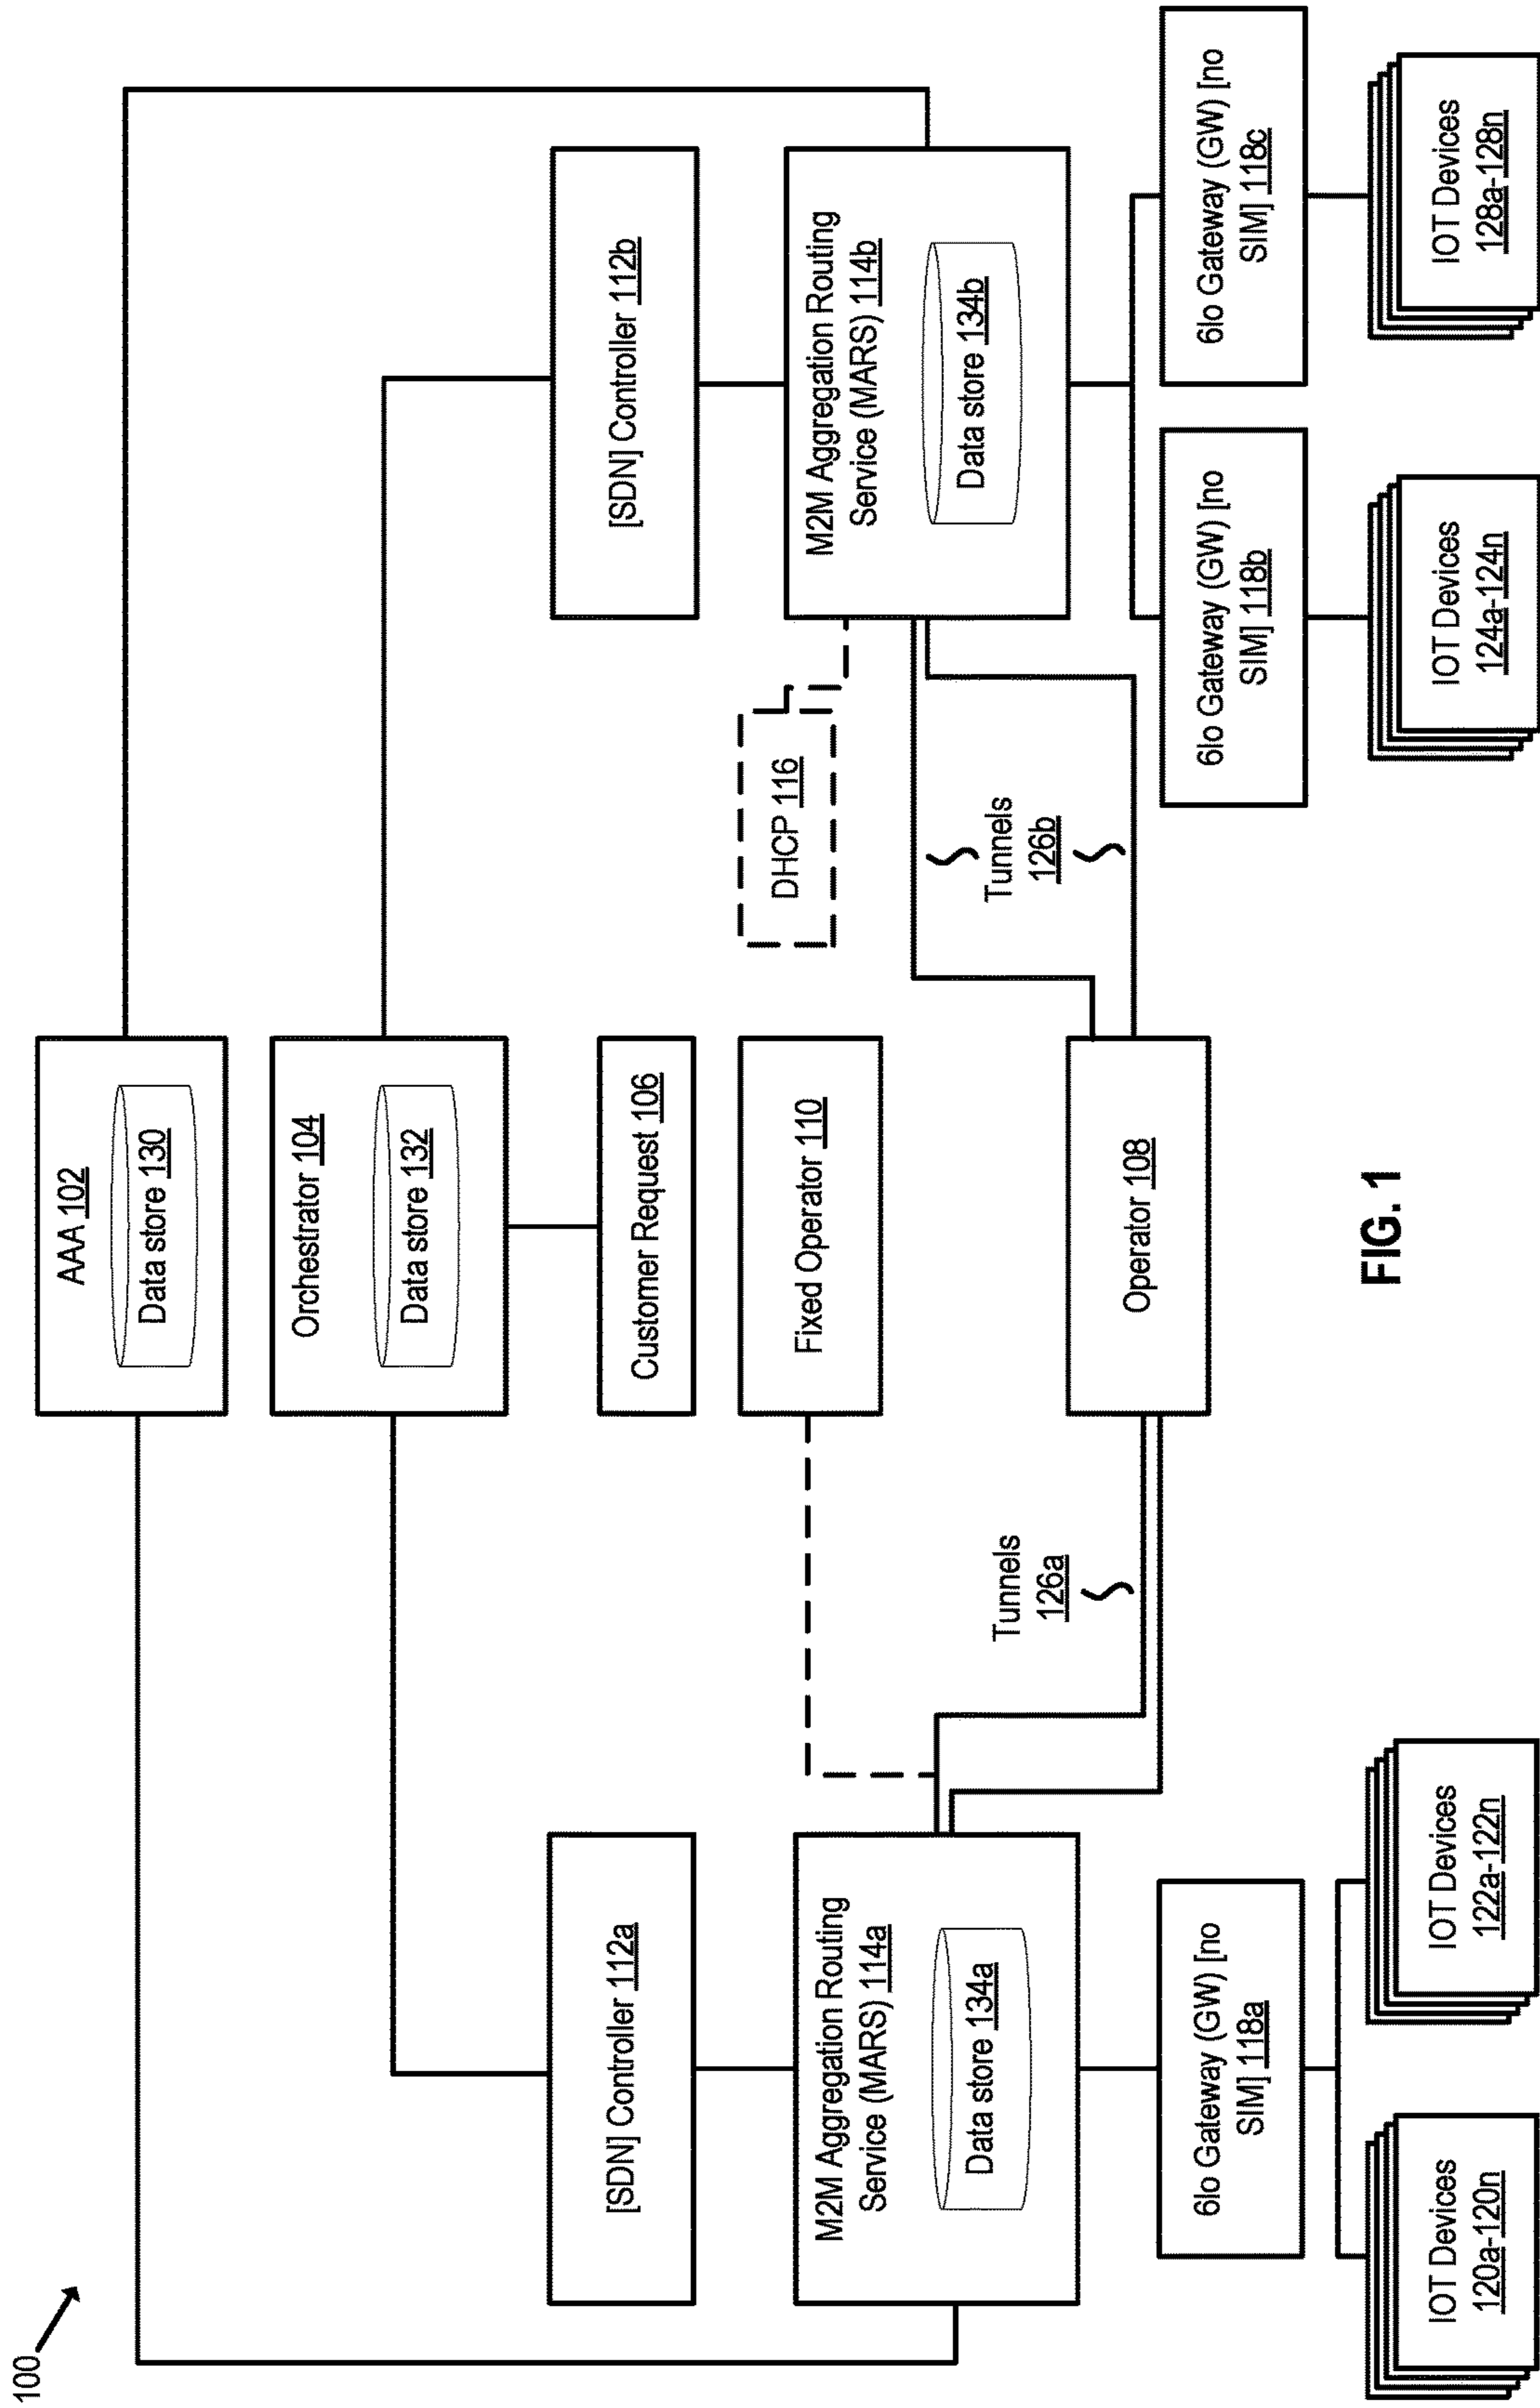 100
AAA 102
Data store 130
Orchestrator 104
Data store 132
Customer Request 106
Fixed Operator 110
[SDN] Controller 112a
[SDN] Controller 112b
DHCP 116
M2M Aggregation Routing
Service (MARS) 114a
Data store 134a
M2M Aggregation Routing
Service (MARS) 114b
Data store 134b
Tunnels
126a
Tunnels
126b
Operator 108
6lo Gateway (GW) [no
SIM] 118a
6lo Gateway (GW) [no
SIM] 118b
6lo Gateway (GW) [no
SIM] 118c
IOT Devices
120a-120n
IOT Devices
122a-122n
IOT Devices
124a-124n
IOT Devices
128a-128n
FIG. 1